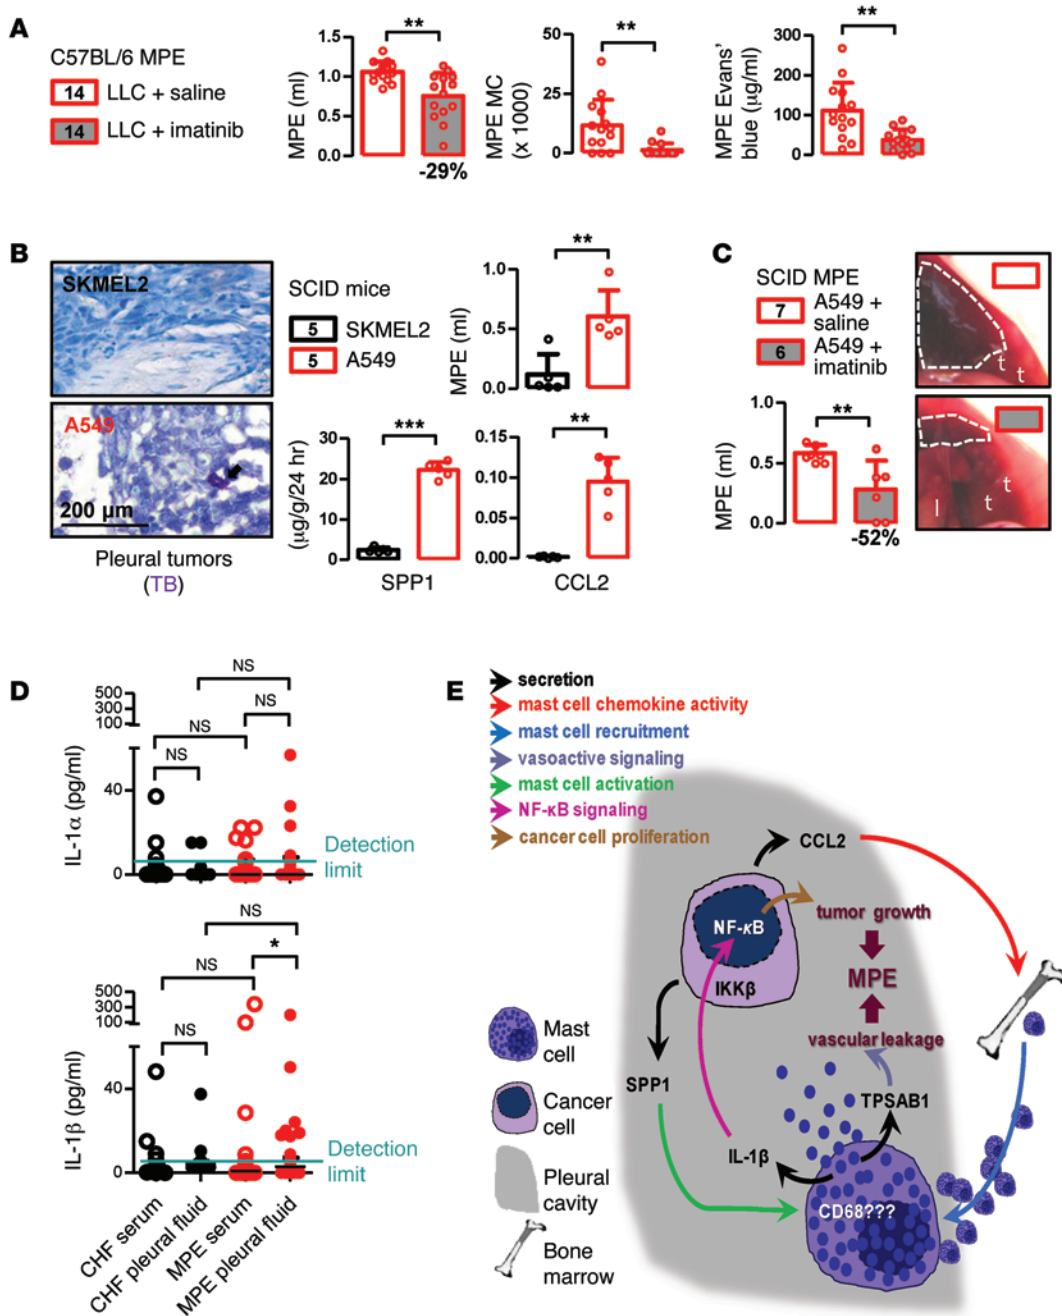 A
C57BL/6 MPE
14 LLC + saline
14 LLC + imatinib
MPE (ml)
1.5
1.0
0.5
0.0
**
-29%
MPE MC
(x 1000)
50
25
0
**
MPE Evans'
blue (µg/ml)
300
200
100
0
**
B
SKMEL2
A549
200 µm
Pleural tumors
(TB)
SCID mice
5 SKMEL2
5 A549
MPE (ml)
1.0
0.5
0.0
**
(µg/g/24 hr)
30
20
10
0
***
SPP1
0.15
0.10
0.05
0.00
**
CCL2
C
SCID MPE
7 A549 +
saline
6 A549 +
imatinib
MPE (ml)
1.0
0.5
0.0
**
-52%
t
t
l
t
t
D
IL-1α (pg/ml)
500
300
100
40
0
NS
NS
NS
NS
Detection
limit
IL-1β (pg/ml)
500
300
100
40
0
NS
NS
NS
*
Detection
limit
CHF serum
CHF pleural fluid
MPE serum
MPE pleural fluid
E
secretion
mast cell chemokine activity
mast cell recruitment
vasoactive signaling
mast cell activation
NF-κB signaling
cancer cell proliferation
Mast
cell
Cancer
cell
Pleural
cavity
Bone
marrow
CCL2
NF-κB
IKKβ
tumor growth
MPE
vascular leakage
SPP1
TPSAB1
IL-1β
CD68???